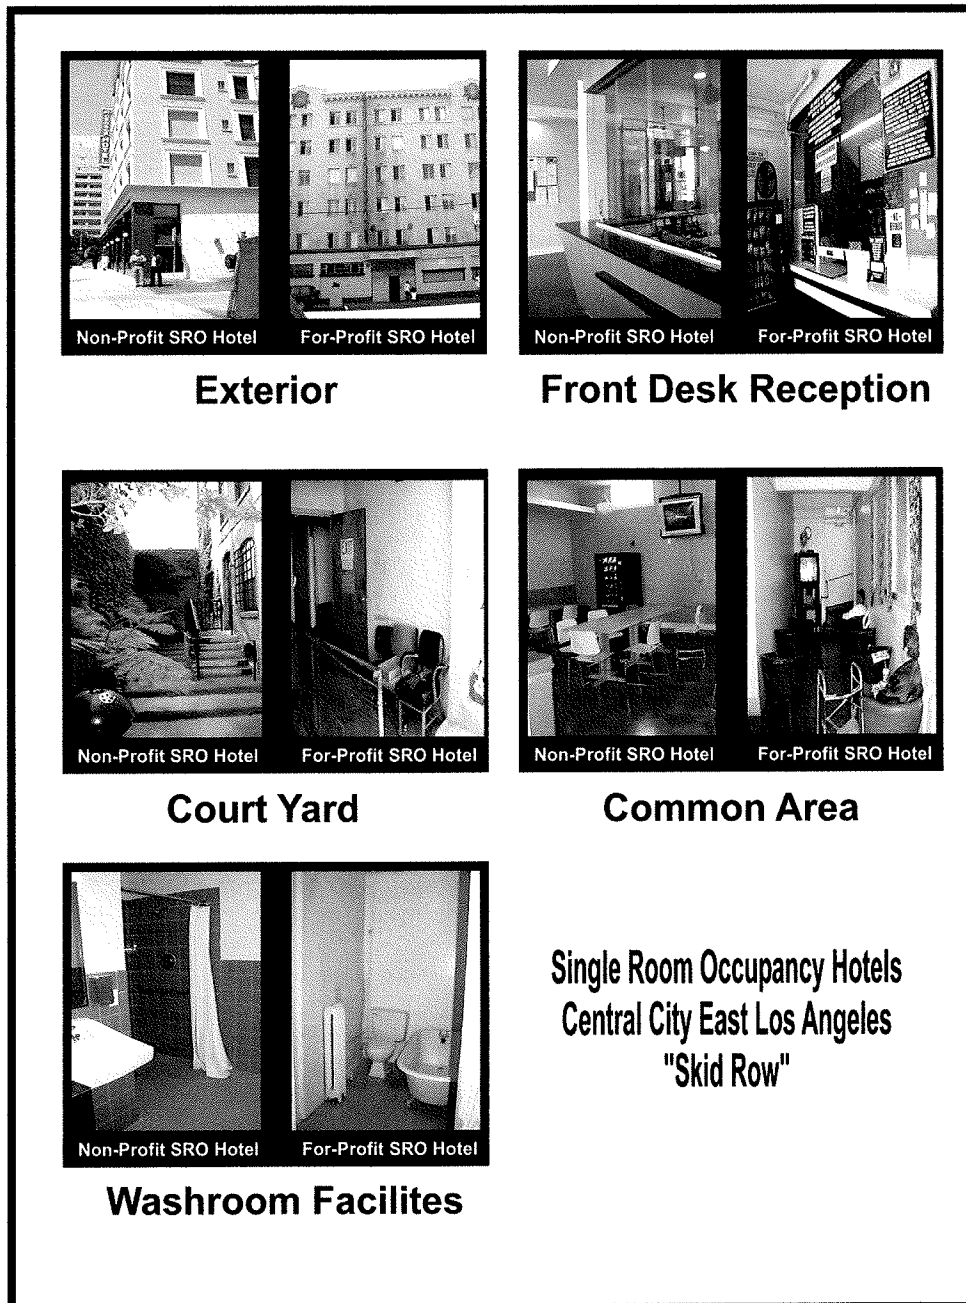 Non-Profit SRO Hotel
For-Profit SRO Hotel
Exterior
Non-Profit SRO Hotel
For-Profit SRO Hotel
Front Desk Reception
Non-Profit SRO Hotel
For-Profit SRO Hotel
Court Yard
Non-Profit SRO Hotel
For-Profit SRO Hotel
Common Area
Non-Profit SRO Hotel
For-Profit SRO Hotel
Washroom Facilites
Single Room Occupancy Hotels
Central City East Los Angeles
"Skid Row"